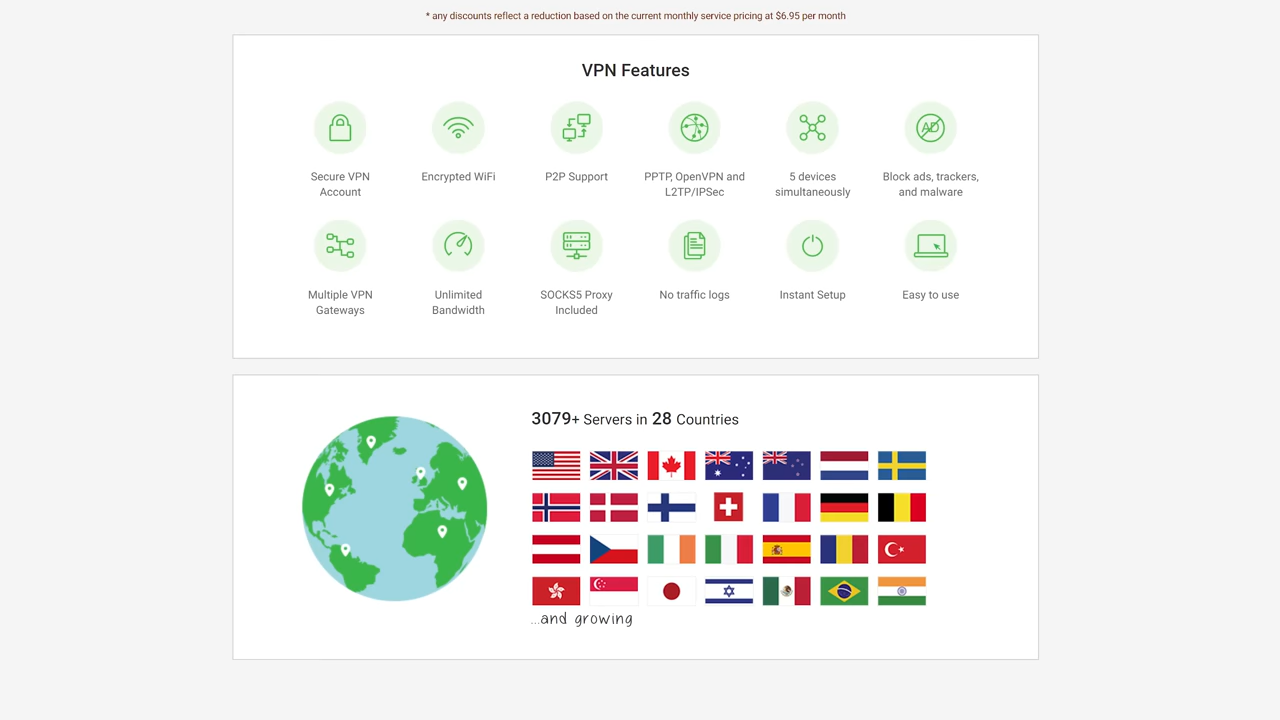 * any discounts reflect a reduction based on the current monthly service pricing at $6.95 per month
VPN Features
Secure VPN
Account
Encrypted WiFi
P2P Support
PPTP, OpenVPN and
L2TP/IPSec
5 devices
simultaneously
AD
Block ads, trackers,
and malware
Multiple VPN
Gateways
Unlimited
Bandwidth
SOCKS5 Proxy
Included
No traffic logs
Instant Setup
Easy to use
3079+ Servers in 28 Countries
...and growing